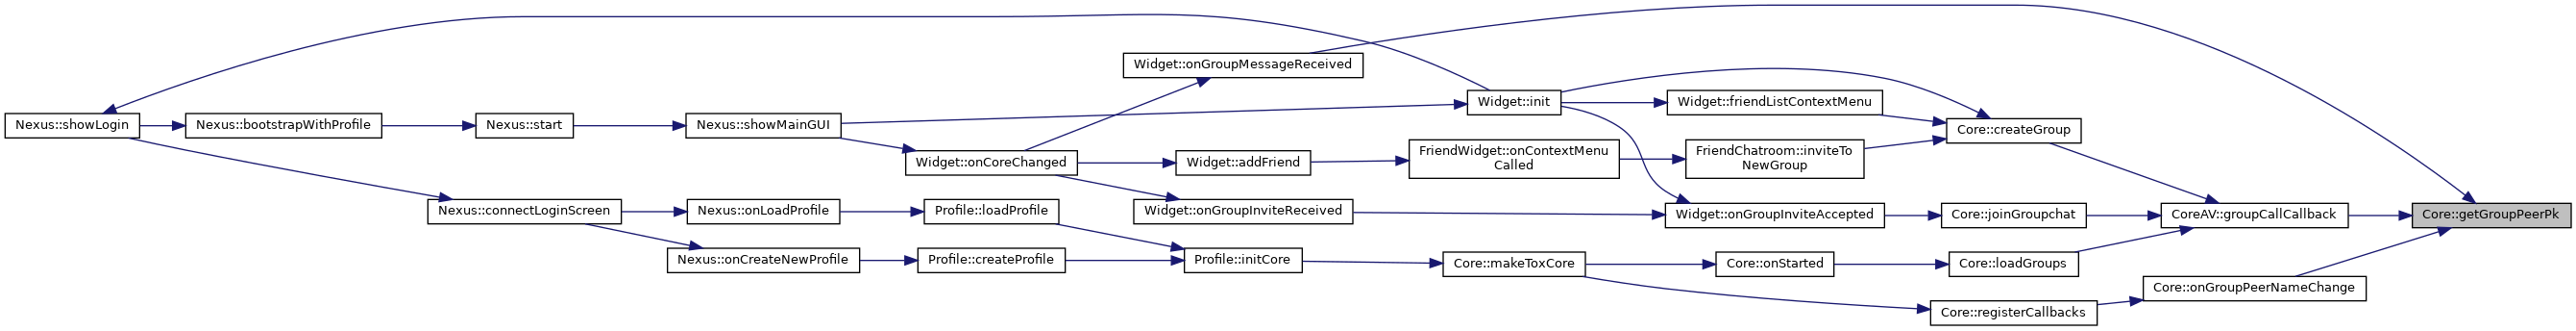 Nexus::showLogin
Nexus::bootstrapWithProfile
Nexus::start
Nexus::showMainGUI
Widget::onGroupMessageReceived
Widget::onCoreChanged
Widget::addFriend
Widget::onGroupInviteReceived
Widget::init
FriendWidget::onContextMenu
Called
Widget::friendListContextMenu
FriendChatroom::inviteTo
NewGroup
Core::createGroup
Widget::onGroupInviteAccepted
Core::joinGroupchat
CoreAV::groupCallCallback
Core::getGroupPeerPk
Nexus::connectLoginScreen
Nexus::onLoadProfile
Profile::loadProfile
Nexus::onCreateNewProfile
Profile::createProfile
Profile::initCore
Core::makeToxCore
Core::onStarted
Core::loadGroups
Core::onGroupPeerNameChange
Core::registerCallbacks